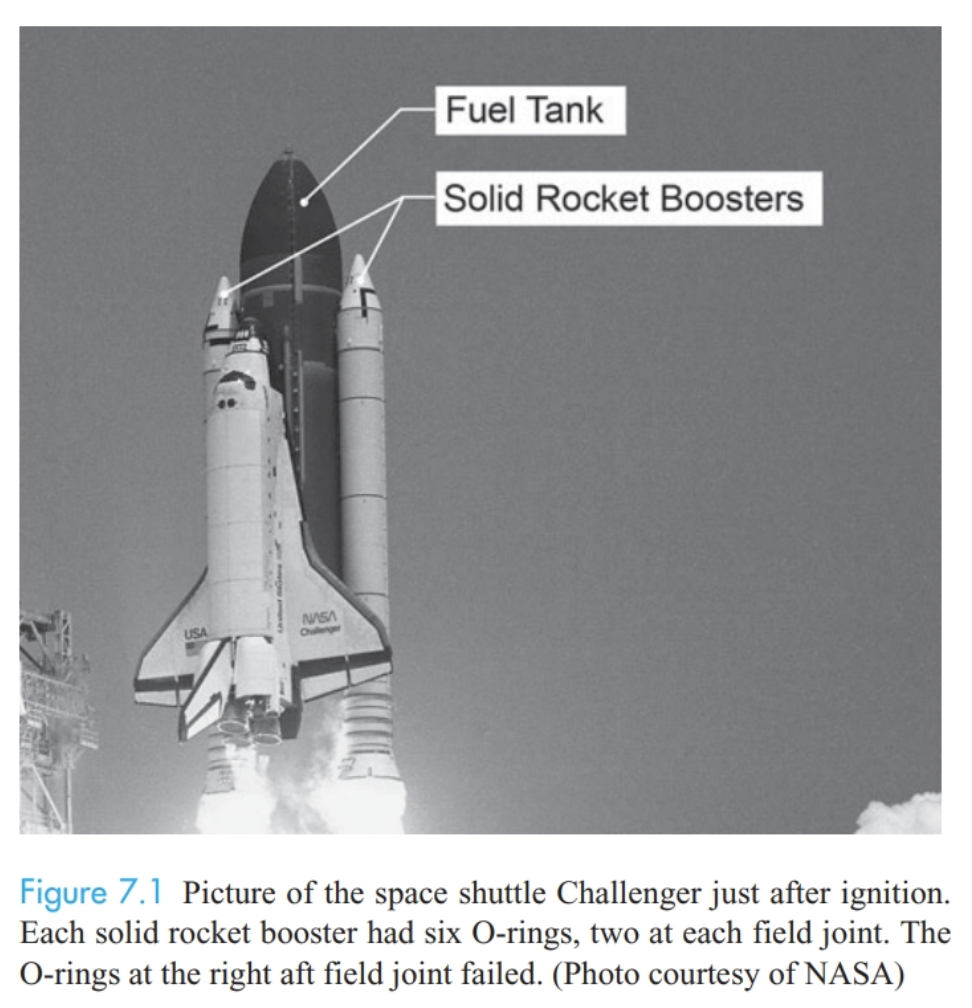 Fuel Tank
Solid Rocket Boosters
USA
NASA
Challenger
Figure 7.1 Picture of the space shuttle Challenger just after ignition.
Each solid rocket booster had six O-rings, two at each field joint. The
O-rings at the right aft field joint failed. (Photo courtesy of NASA)